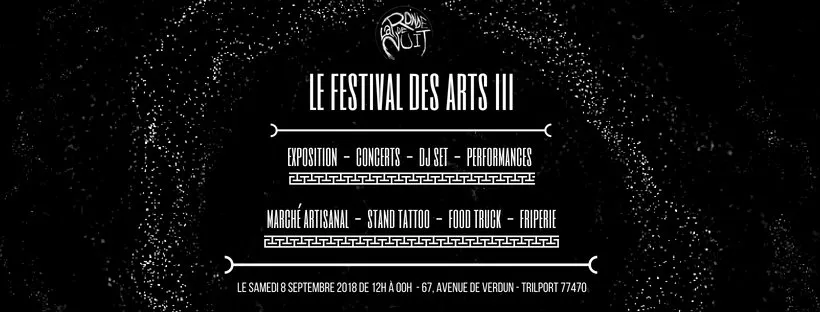 La Ronde de Nuit
LE FESTIVAL DES ARTS III
EXPOSITION - CONCERTS - DJ SET - PERFORMANCES
MARCHÉ ARTISANAL - STAND TATTOO - FOOD TRUCK - FRIPERIE
LE SAMEDI 8 SEPTEMBRE 2018 DE 12H À 00H - 67, AVENUE DE VERDUN - TRILPORT 77470